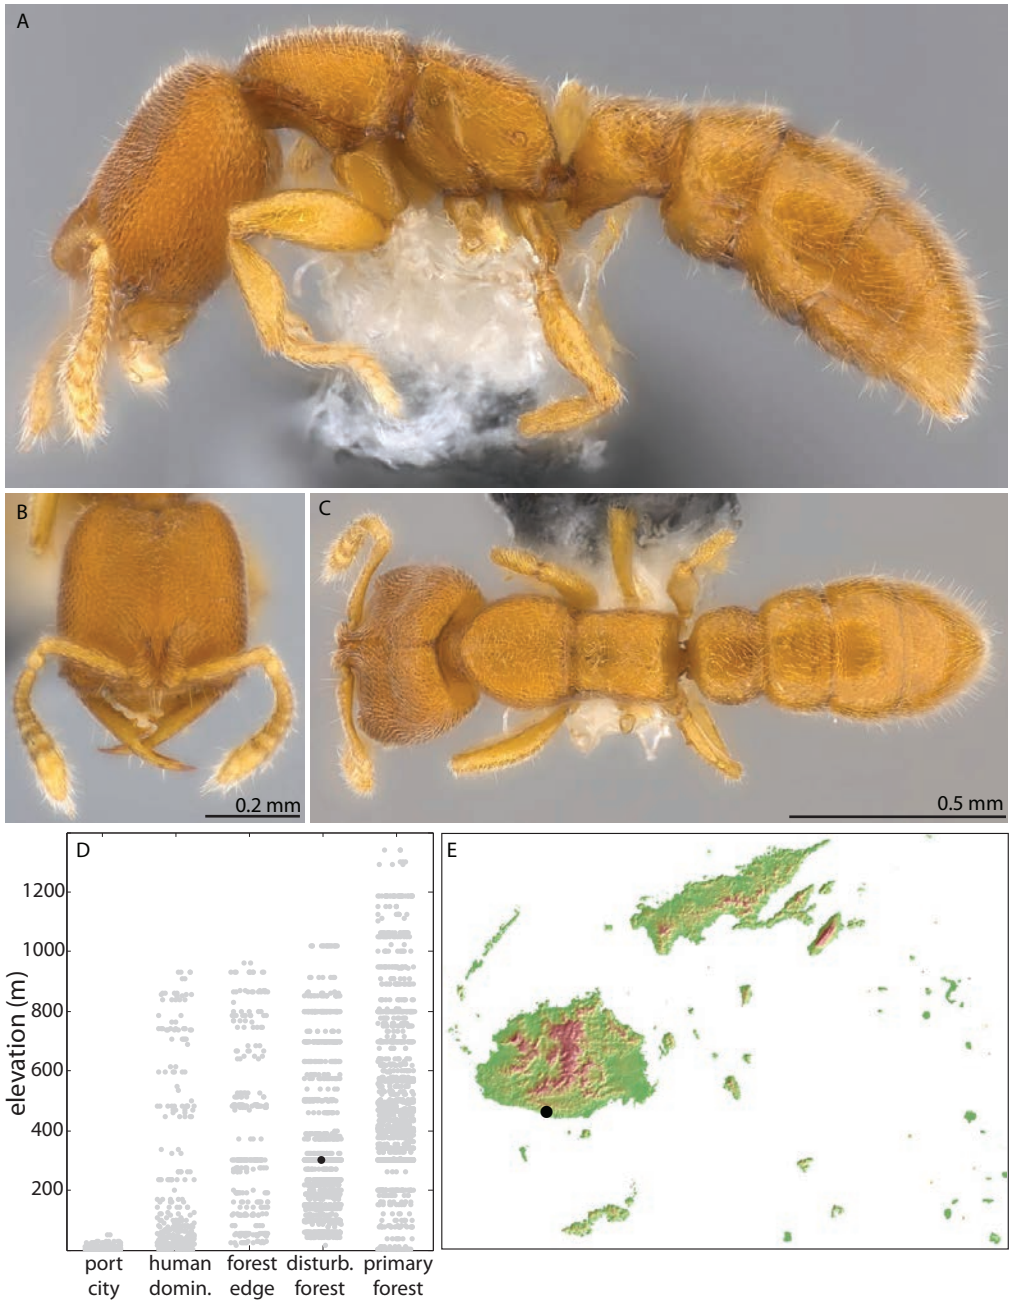 A
B
0.2 mm
C
0.5 mm
D
elevation (m)
1200
1000
800
600
400
200
port city
human domin.
forest edge
disturb. forest
primary forest
E